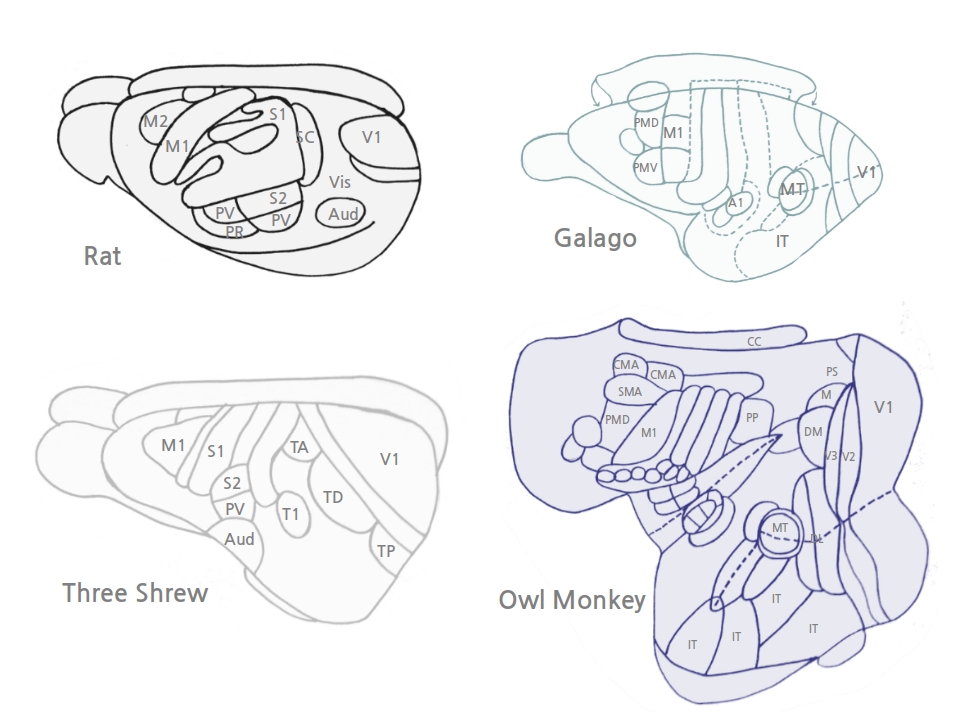 M2
M1
S1
SC
V1
Vis
S2
PV
PV
PR
Aud
Rat
PMD
M1
PMV
A1
MT
V1
IT
Galago
M1
S1
S2
PV
Aud
TA
T1
TD
V1
TP
Three Shrew
CC
CMA
CMA
SMA
PMD
M1
PP
PS
M
DM
V3
V2
V1
MT
DL
IT
IT
IT
IT
Owl Monkey